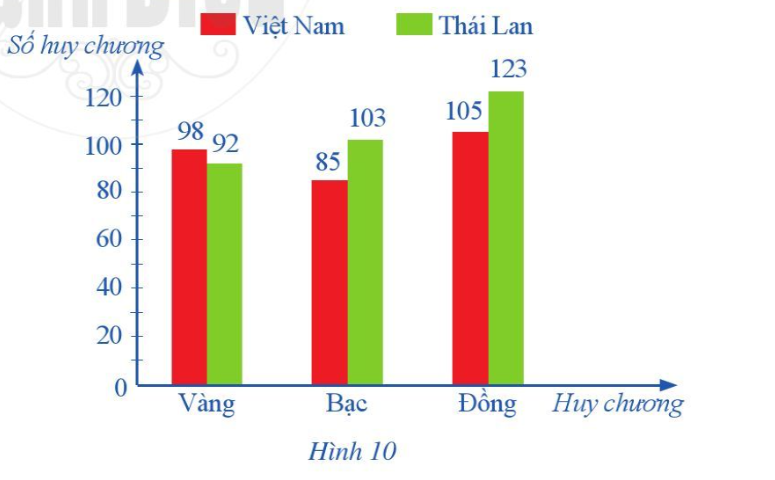 Việt Nam
Thái Lan
Số huy chương
120
100
80
60
40
20
0
98
92
85
103
105
123
Vàng
Bạc
Đồng
Huy chương
Hình 10